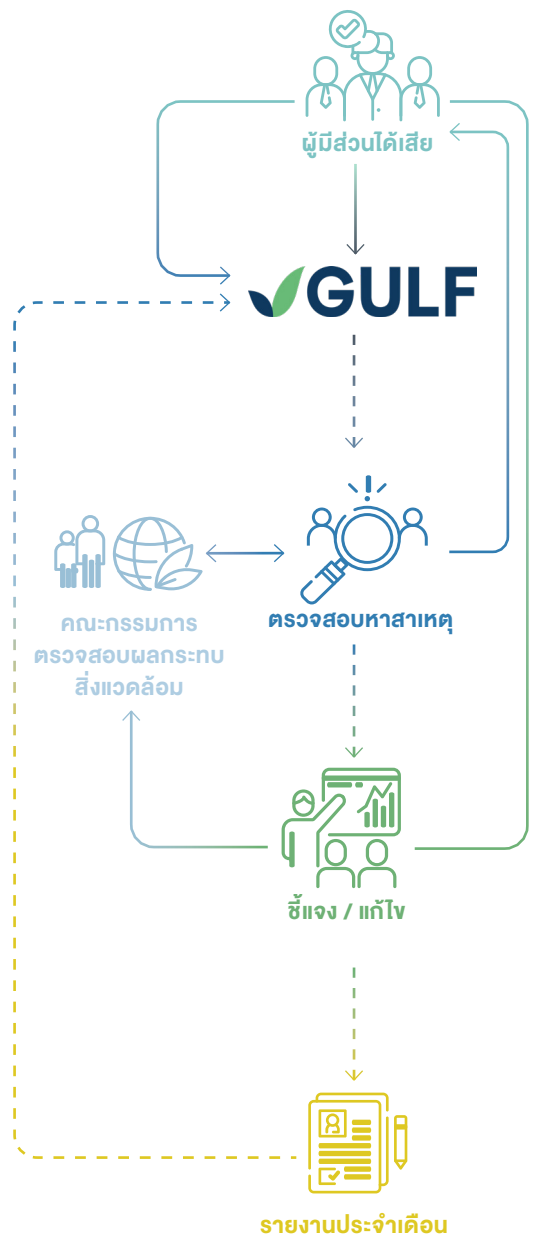 ผู้มีส่วนได้เสีย
GULF
ตรวจสอบหาสาเหตุ
คณะกรรมการ
ตรวจสอบผลกระทบ
สิ่งแวดล้อม
ชี้แจง / แก้ไข
รายงานประจำเดือน